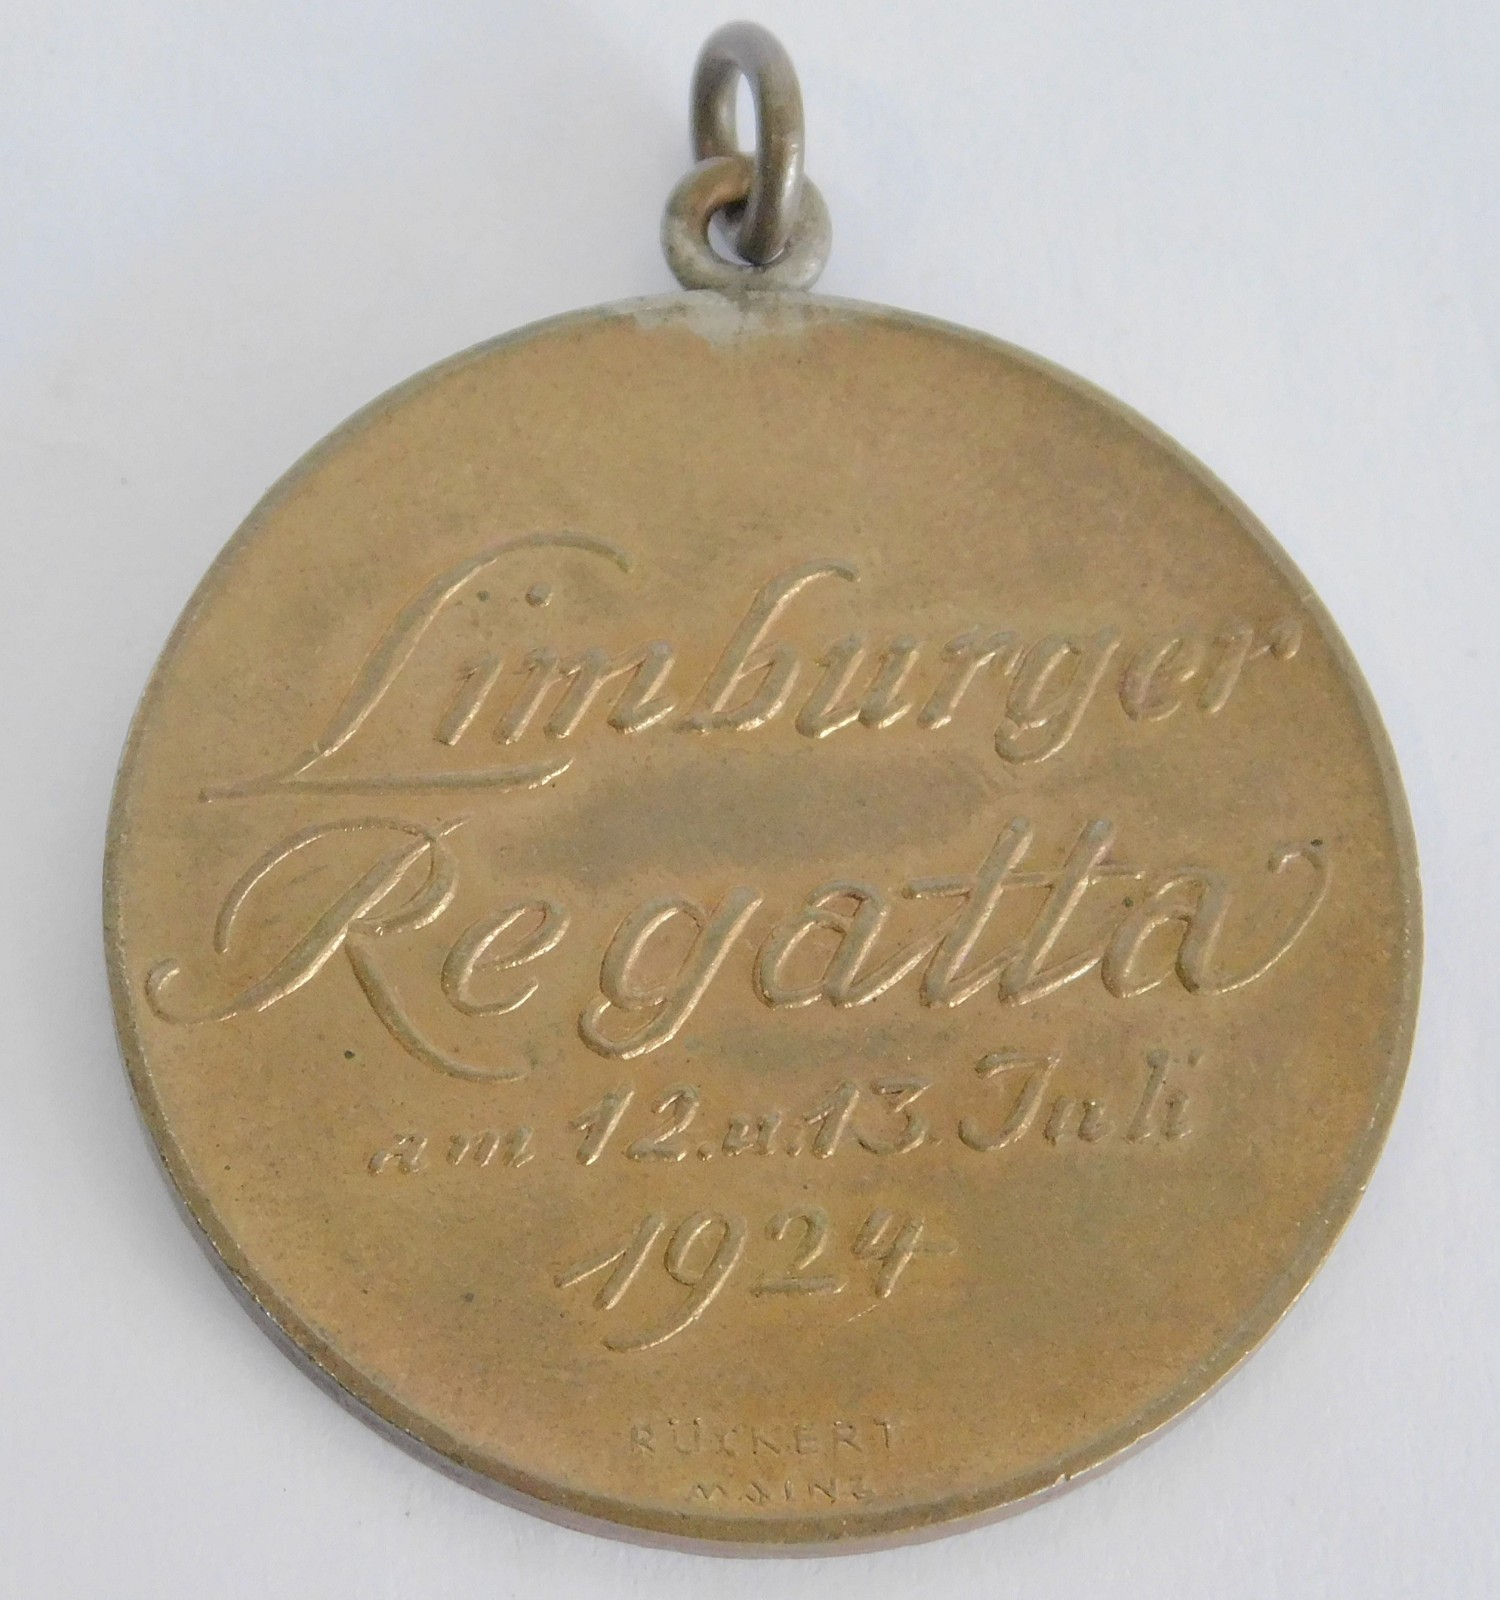 Limburger
Regatta
am 12. u. 13. Juli
1924
RÜCKERT
MAINZ